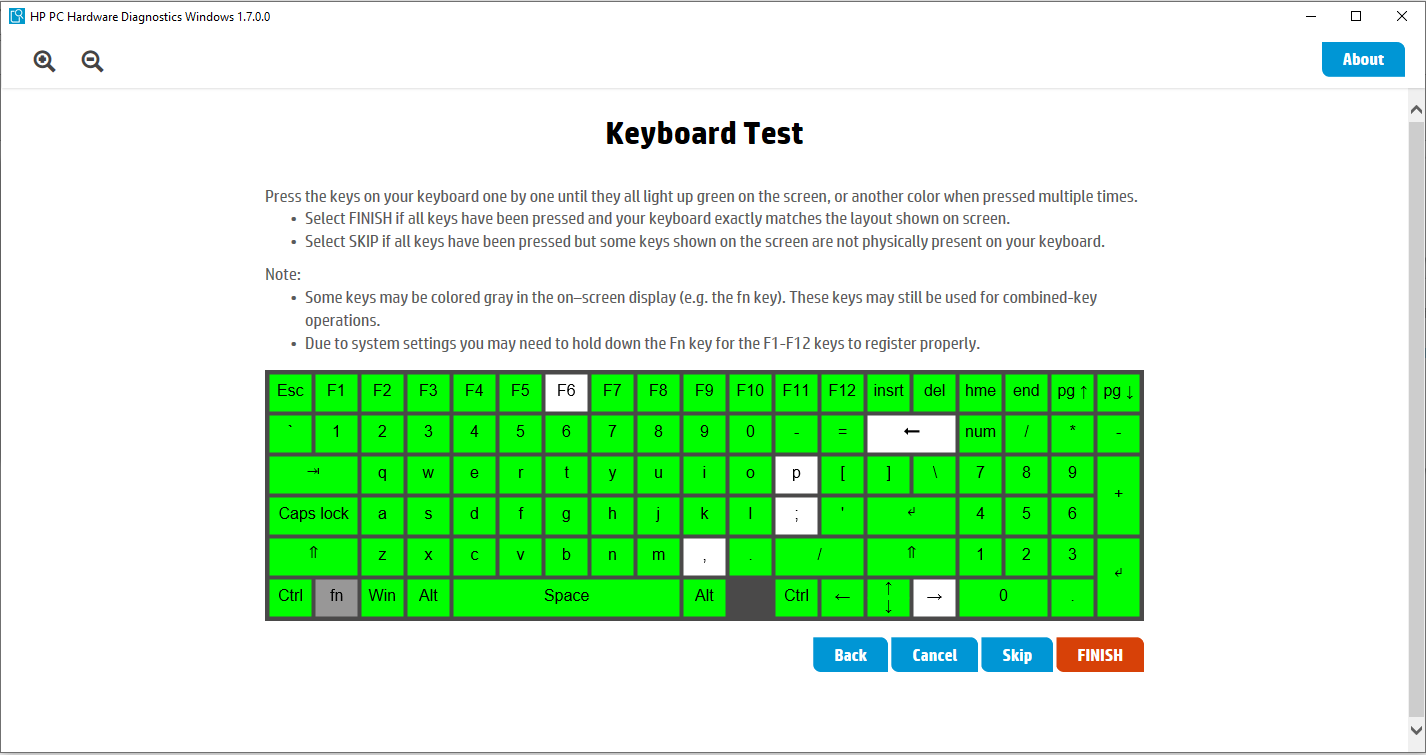 HP PC Hardware Diagnostics Windows 1.7.0.0
About
Keyboard Test
Press the keys on your keyboard one by one until they all light up green on the screen, or another color when pressed multiple times.
• Select FINISH if all keys have been pressed and your keyboard exactly matches the layout shown on screen.
• Select SKIP if all keys have been pressed but some keys shown on the screen are not physically present on your keyboard.
Note:
• Some keys may be colored gray in the on–screen display (e.g. the fn key). These keys may still be used for combined-key
operations.
• Due to system settings you may need to hold down the Fn key for the F1-F12 keys to register properly.
Esc F1 F2 F3 F4 F5 F6 F7 F8 F9 F10 F11 F12 insrt del hme end pg ↑ pg ↓
` 1 2 3 4 5 6 7 8 9 0 - = ← num / * -
⇥ q w e r t y u i o p [ ] \ 7 8 9 +
Caps lock a s d f g h j k l ; ' ↵ 4 5 6
⇑ z x c v b n m , . / ⇑ 1 2 3 ↵
Ctrl fn Win Alt Space Alt Ctrl ← ↑ ↓ → 0 .
Back Cancel Skip FINISH